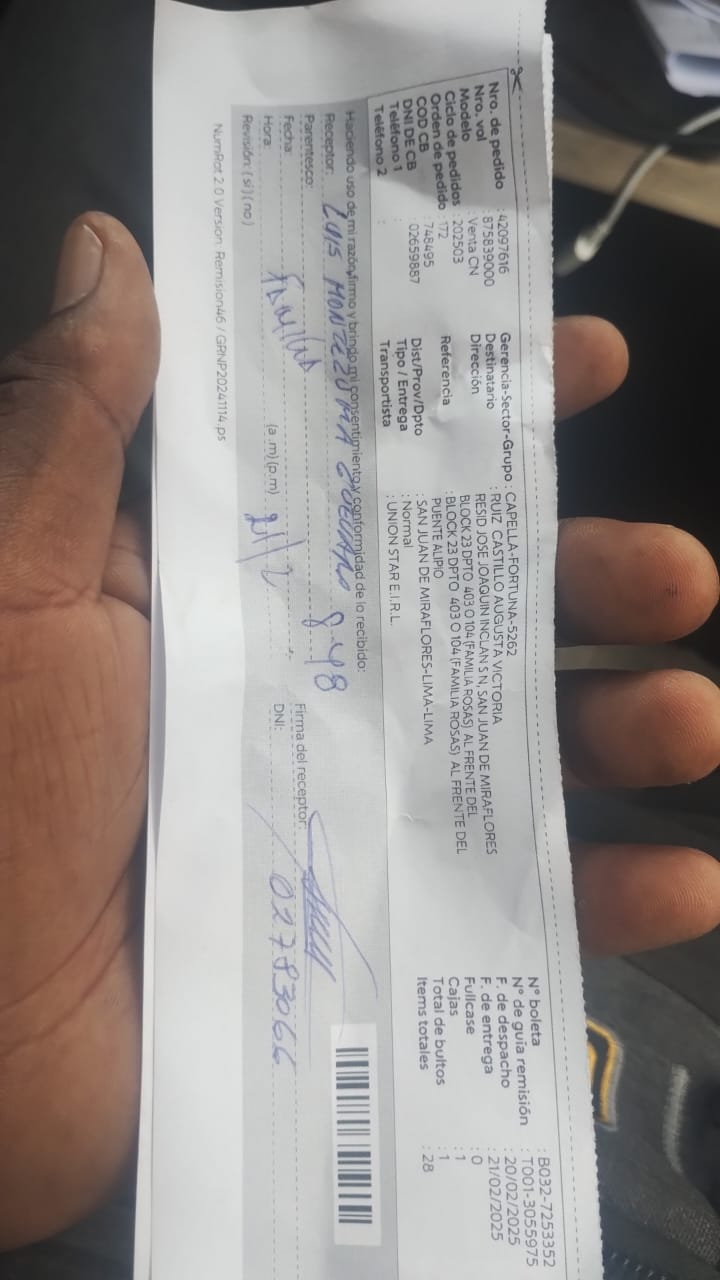 Nro. de pedido : 42097616
Nro. val : 875839000
Modelo : Venta CN
Ciclo de pedidos : 202503
Orden de pedido : 172
COD CB : 748495
DNI DE CB : 02659887
Teléfono 1 :
Teléfono 2 :
Gerencia-Sector-Grupo : CAPELLA-FORTUNA-5262
Destinatario : RUIZ CASTILLO AUGUSTA VICTORIA
Dirección RESID JOSE JOAQUIN INCLAN S N, SAN JUAN DE MIRAFLORES
BLOCK 23 DPTO 403 O 104 (FAMILIA ROSAS) AL FRENTE DEL
Referencia : BLOCK 23 DPTO 403 O 104 (FAMILIA ROSAS) AL FRENTE DEL
PUENTE ALIPIO
Dist/Prov/Dpto : SAN JUAN DE MIRAFLORES-LIMA-LIMA
Tipo / Entrega : Normal
Transportista : UNION STAR E.I.R.L.
N° boleta : B032-7253352
N° de guía remisión : T001-3055975
F. de despacho : 20/02/2025
F. de entrega : 21/02/2025
Fullcase : 0
Cajas : 1
Total de bultos : 1
Items totales : 28
Haciendo uso de mi razón, firmo y brindo mi consentimiento y conformidad de lo recibido:
Receptor: LUIS MONTEZUMA
Parentesco: 8-48
Fecha:
Hora: (a.m) (p.m) 21/2
Revisión: (si) (no)
Firma del receptor:
DNI: 02783066
NumRot 2.0 Version: Remision46 / GRNP20241114.ps